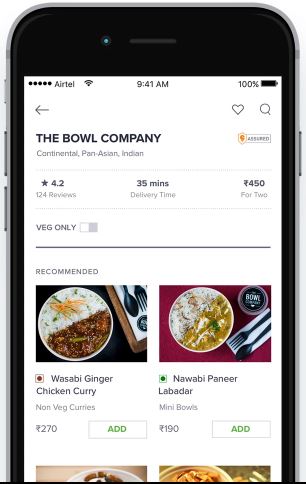 Airtel 9:41 AM 100%
THE BOWL COMPANY
ASSURED
Continental, Pan-Asian, Indian
★ 4.2 35 mins ₹450
124 Reviews Delivery Time For Two
VEG ONLY
RECOMMENDED
BOWL
COMPANY
Wasabi Ginger
Chicken Curry
Non Veg Curries
₹270 ADD
Nawabi Paneer
Labadar
Mini Bowls
₹190 ADD